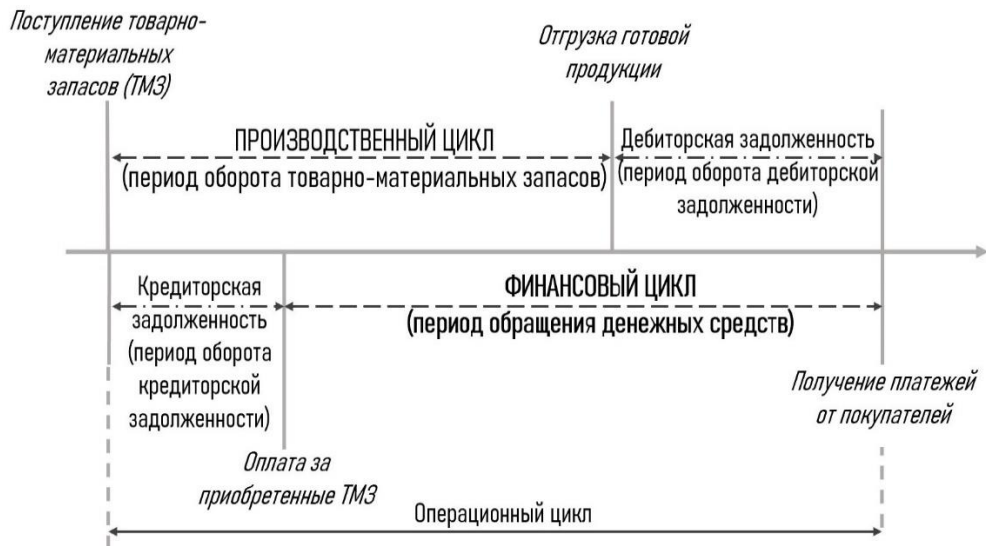 Поступление товарно-
материальных
запасов (ТМЗ)
Отгрузка готовой
продукции
ПРОИЗВОДСТВЕННЫЙ ЦИКЛ
(период оборота товарно-материальных запасов)
Дебиторская задолженность
(период оборота дебиторской
задолженности)
Кредиторская
задолженность
(период оборота
кредиторской
задолженности)
ФИНАНСОВЫЙ ЦИКЛ
(период обращения денежных средств)
Получение платежей
от покупателей
Оплата за
приобретенные ТМЗ
Операционный цикл